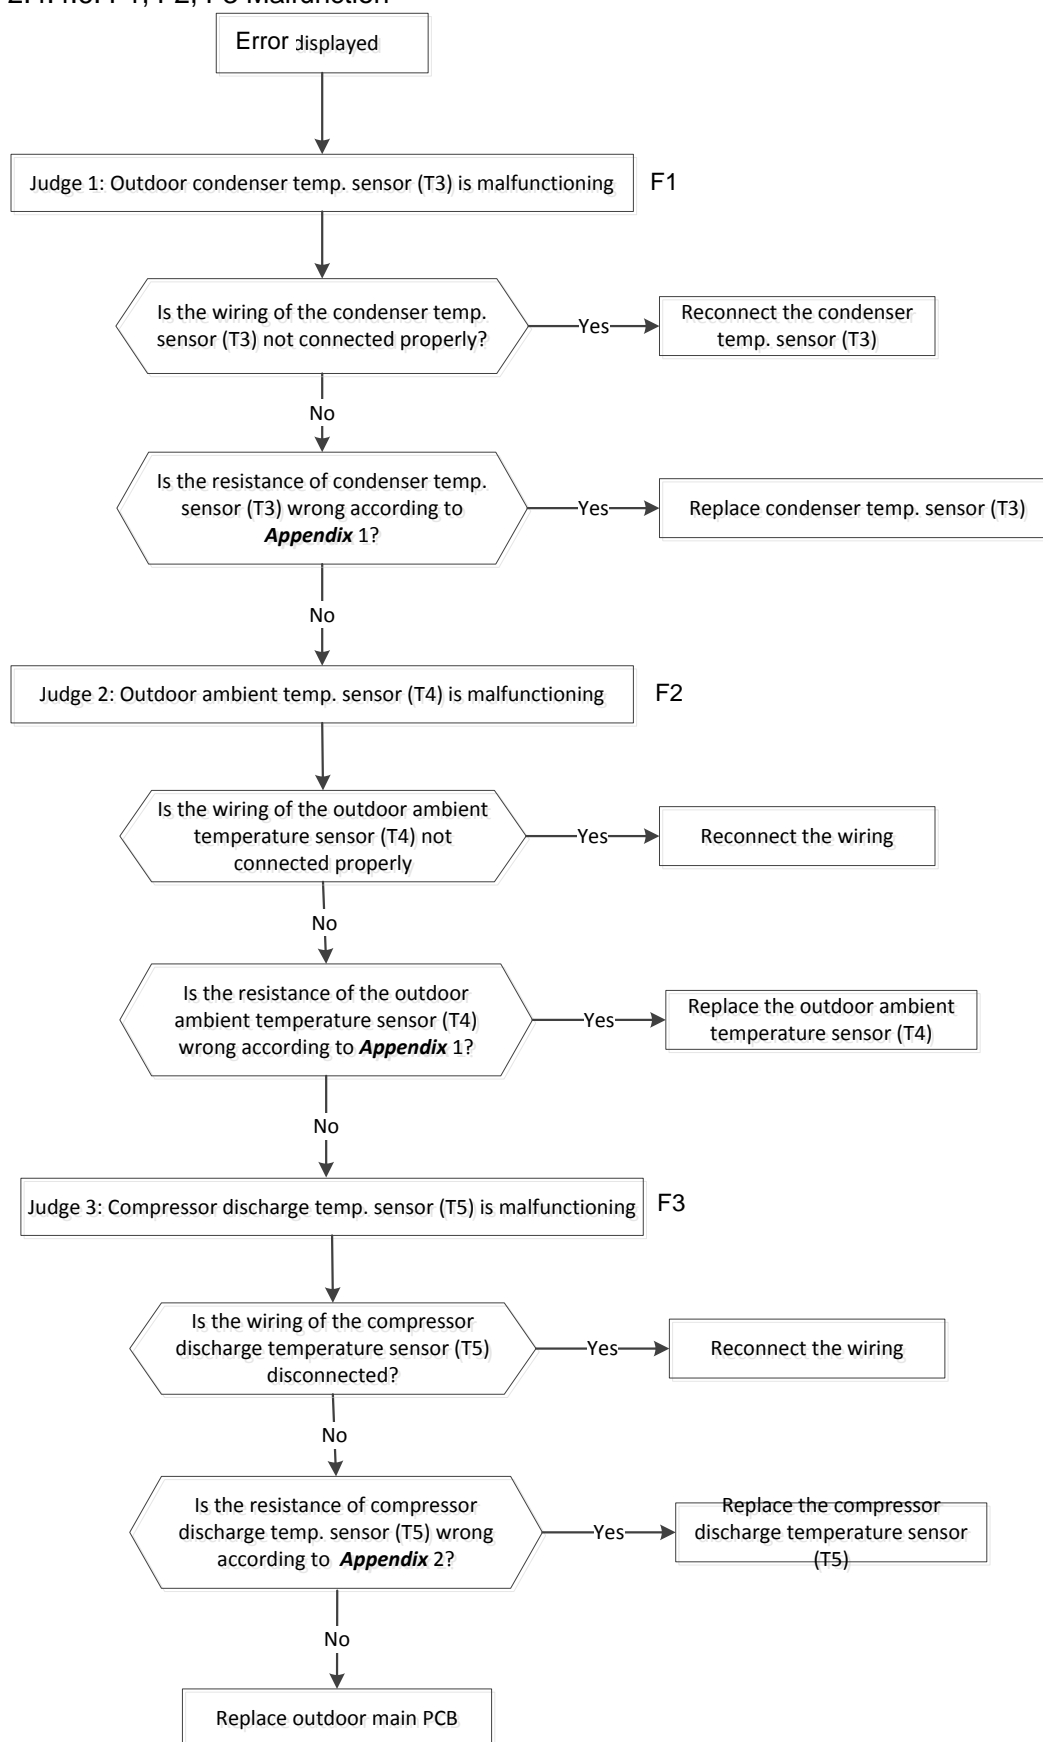 F1, F2, F3 Malfunction
Error displayed
Judge 1: Outdoor condenser temp. sensor (T3) is malfunctioning
F1
Is the wiring of the condenser temp.
sensor (T3) not connected properly?
Yes
Reconnect the condenser
temp. sensor (T3)
No
Is the resistance of condenser temp.
sensor (T3) wrong according to
Appendix 1?
Yes
Replace condenser temp. sensor (T3)
No
Judge 2: Outdoor ambient temp. sensor (T4) is malfunctioning
F2
Is the wiring of the outdoor ambient
temperature sensor (T4) not
connected properly
Yes
Reconnect the wiring
No
Is the resistance of the outdoor
ambient temperature sensor (T4)
wrong according to Appendix 1?
Yes
Replace the outdoor ambient
temperature sensor (T4)
No
Judge 3: Compressor discharge temp. sensor (T5) is malfunctioning
F3
Is the wiring of the compressor
discharge temperature sensor (T5)
disconnected?
Yes
Reconnect the wiring
No
Is the resistance of compressor
discharge temp. sensor (T5) wrong
according to Appendix 2?
Yes
Replace the compressor
discharge temperature sensor
(T5)
No
Replace outdoor main PCB